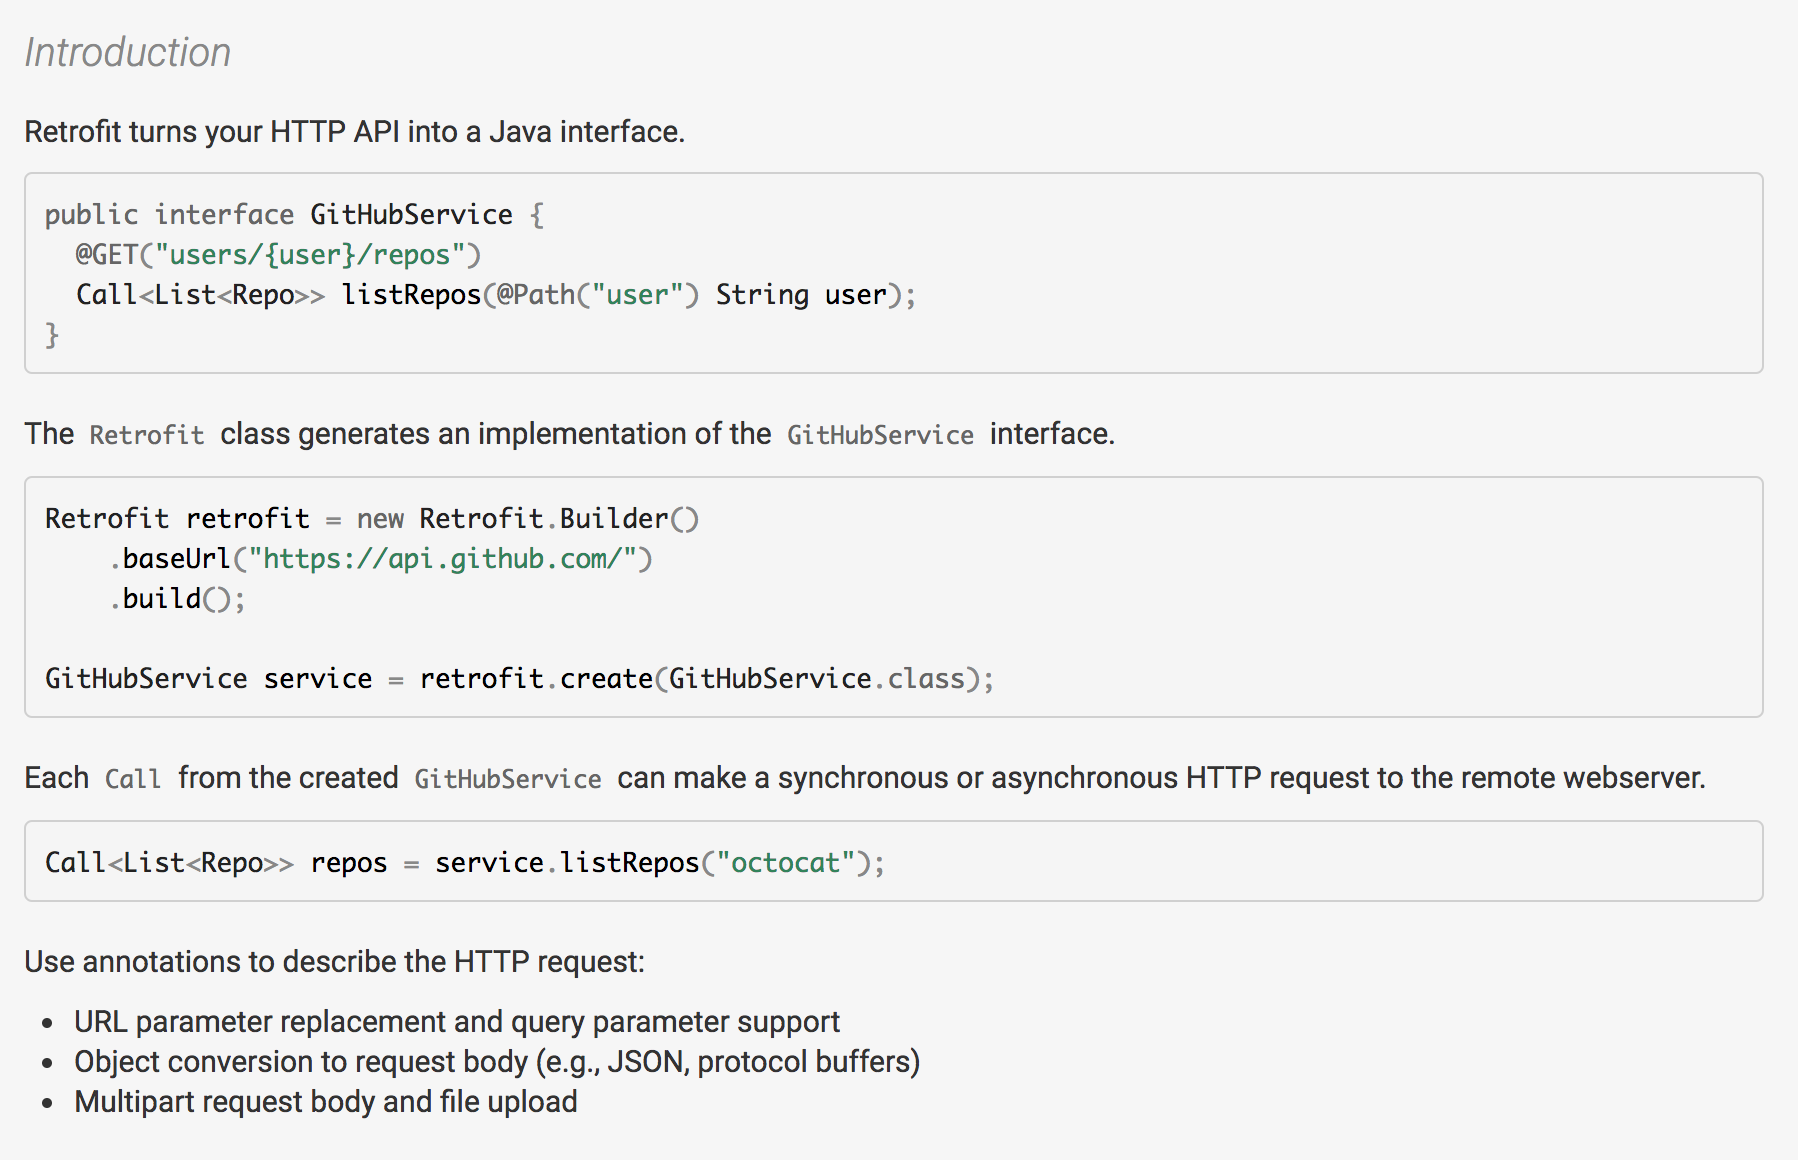 Introduction
Retrofit turns your HTTP API into a Java interface.
public interface GitHubService {
  @GET("users/{user}/repos")
  Call<List<Repo>> listRepos(@Path("user") String user);
}
The Retrofit class generates an implementation of the GitHubService interface.
Retrofit retrofit = new Retrofit.Builder()
    .baseUrl("https://api.github.com/")
    .build();
GitHubService service = retrofit.create(GitHubService.class);
Each Call from the created GitHubService can make a synchronous or asynchronous HTTP request to the remote webserver.
Call<List<Repo>> repos = service.listRepos("octocat");
Use annotations to describe the HTTP request:
• URL parameter replacement and query parameter support
• Object conversion to request body (e.g., JSON, protocol buffers)
• Multipart request body and file upload